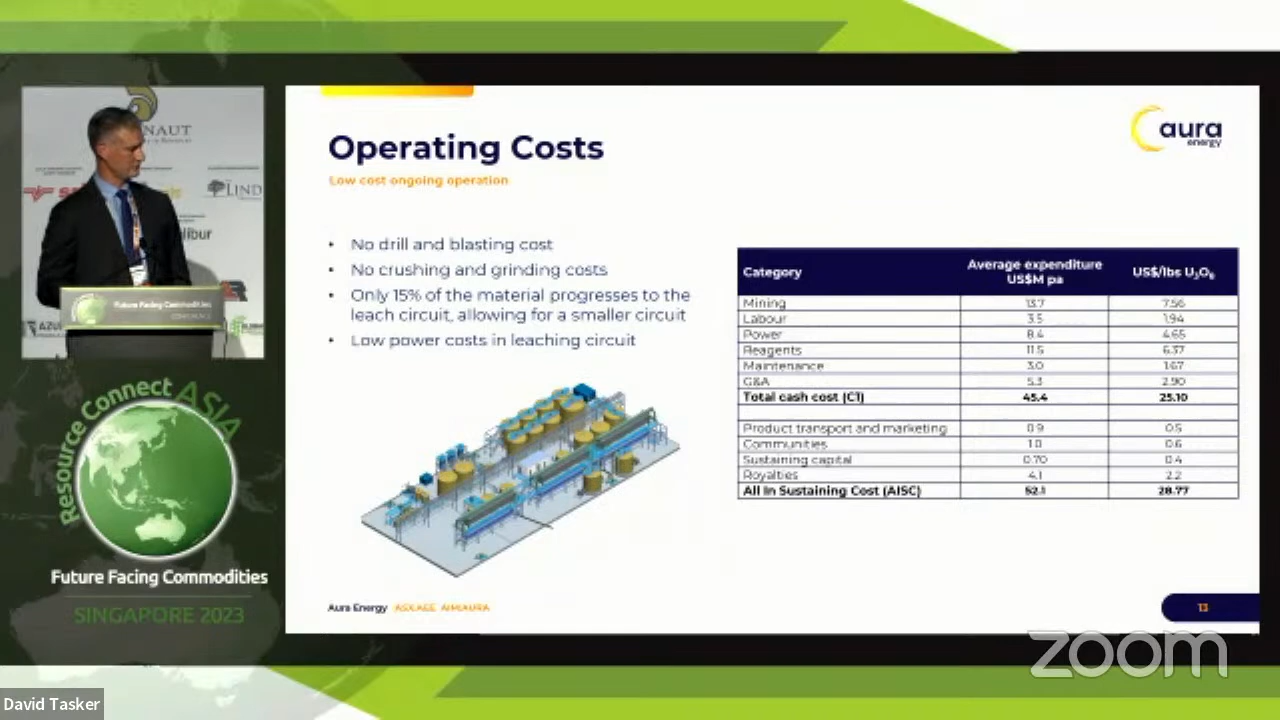 NAUT
LIND
Future Facing Commodities
CONFERENCE
Resource Connect ASIA
Future Facing Commodities
SINGAPORE 2023
aura
energy
Operating Costs
Low cost ongoing operation
• No drill and blasting cost
• No crushing and grinding costs
• Only 15% of the material progresses to the
leach circuit, allowing for a smaller circuit
• Low power costs in leaching circuit
Category Average expenditure US$M pa US$/lbs U3O8
Mining 13.7 7.56
Labour 3.5 1.94
Power 8.4 4.65
Reagents 11.5 6.37
Maintenance 3.0 1.67
G&A 5.3 2.90
Total cash cost (C1) 45.4 25.10
Product transport and marketing 0.9 0.5
Communities 1.0 0.6
Sustaining capital 0.70 0.4
Royalties 4.1 2.2
All In Sustaining Cost (AISC) 52.1 28.77
Aura Energy ASX:AEE AIM:AURA
13
zoom
David Tasker